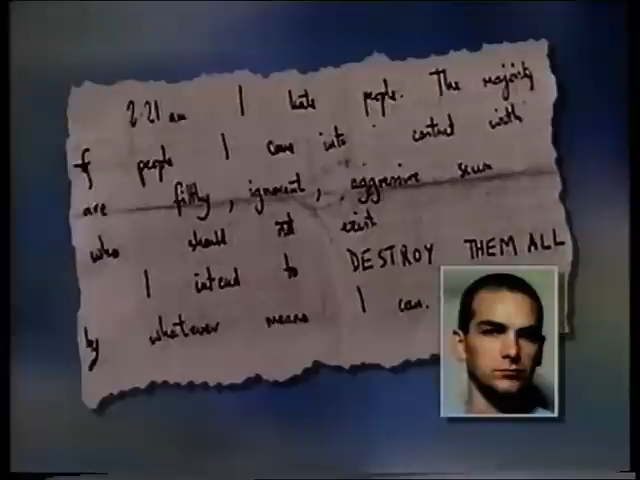 2.21 am I hate people. The majority
of people I come into contact with
are filthy, ignorant, aggressive scum
who should not exist
I intend to DESTROY THEM ALL
by whatever means I can.